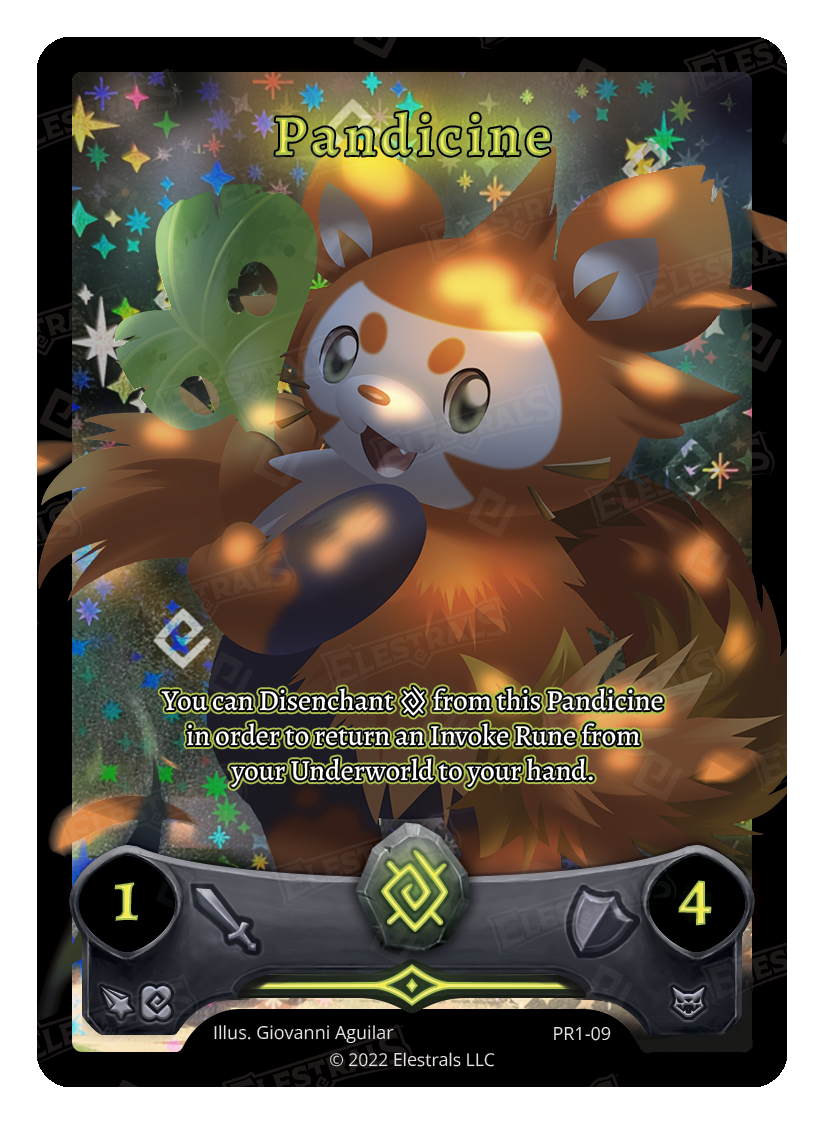 Pandicine
You can Disenchant from this Pandicine
in order to return an Invoke Rune from
your Underworld to your hand.
1
4
Illus. Giovanni Aguilar
PR1-09
© 2022 Elestrals LLC
ELESTRALS